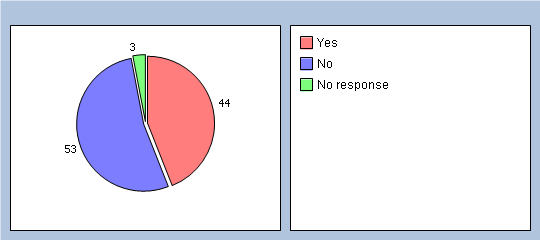 3
44
53
Yes
No
No response